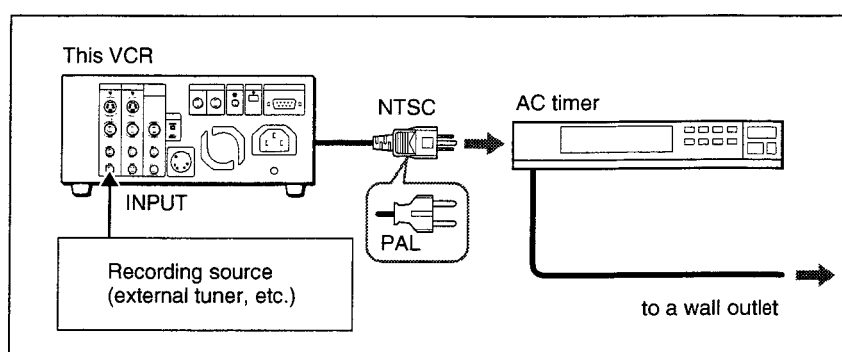 This VCR
NTSC
AC timer
INPUT
PAL
Recording source
(external tuner, etc.)
to a wall outlet